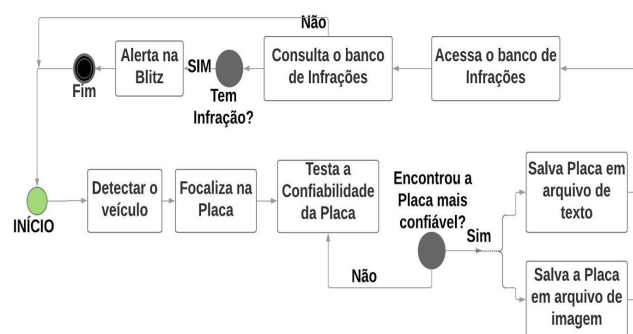 Não
Alerta na
Blitz
SIM
Consulta o banco
de Infrações
Acessa o banco de
Infrações
Fim
Tem
Infração?
INÍCIO
Detectar o
veículo
Focaliza na
Placa
Testa a
Confiabilidade
da Placa
Encontrou a
Placa mais
confiável?
Sim
Não
Salva Placa em
arquivo de
texto
Salva a Placa
em arquivo de
imagem